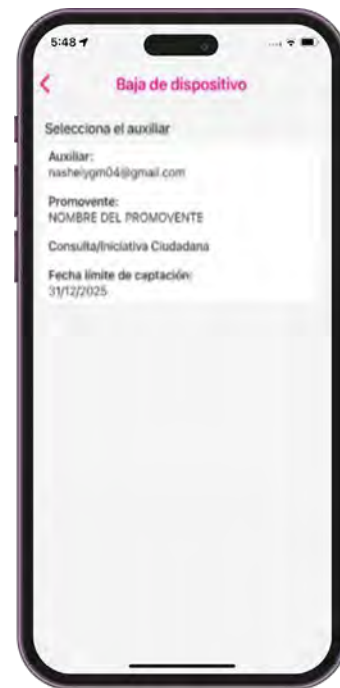 5:48
Baja de dispositivo
Selecciona el auxiliar
Auxiliar:
nashelygm04@gmail.com
Promovente:
NOMBRE DEL PROMOVENTE
Consulta/Iniciativa Ciudadana
Fecha límite de captación:
31/12/2025